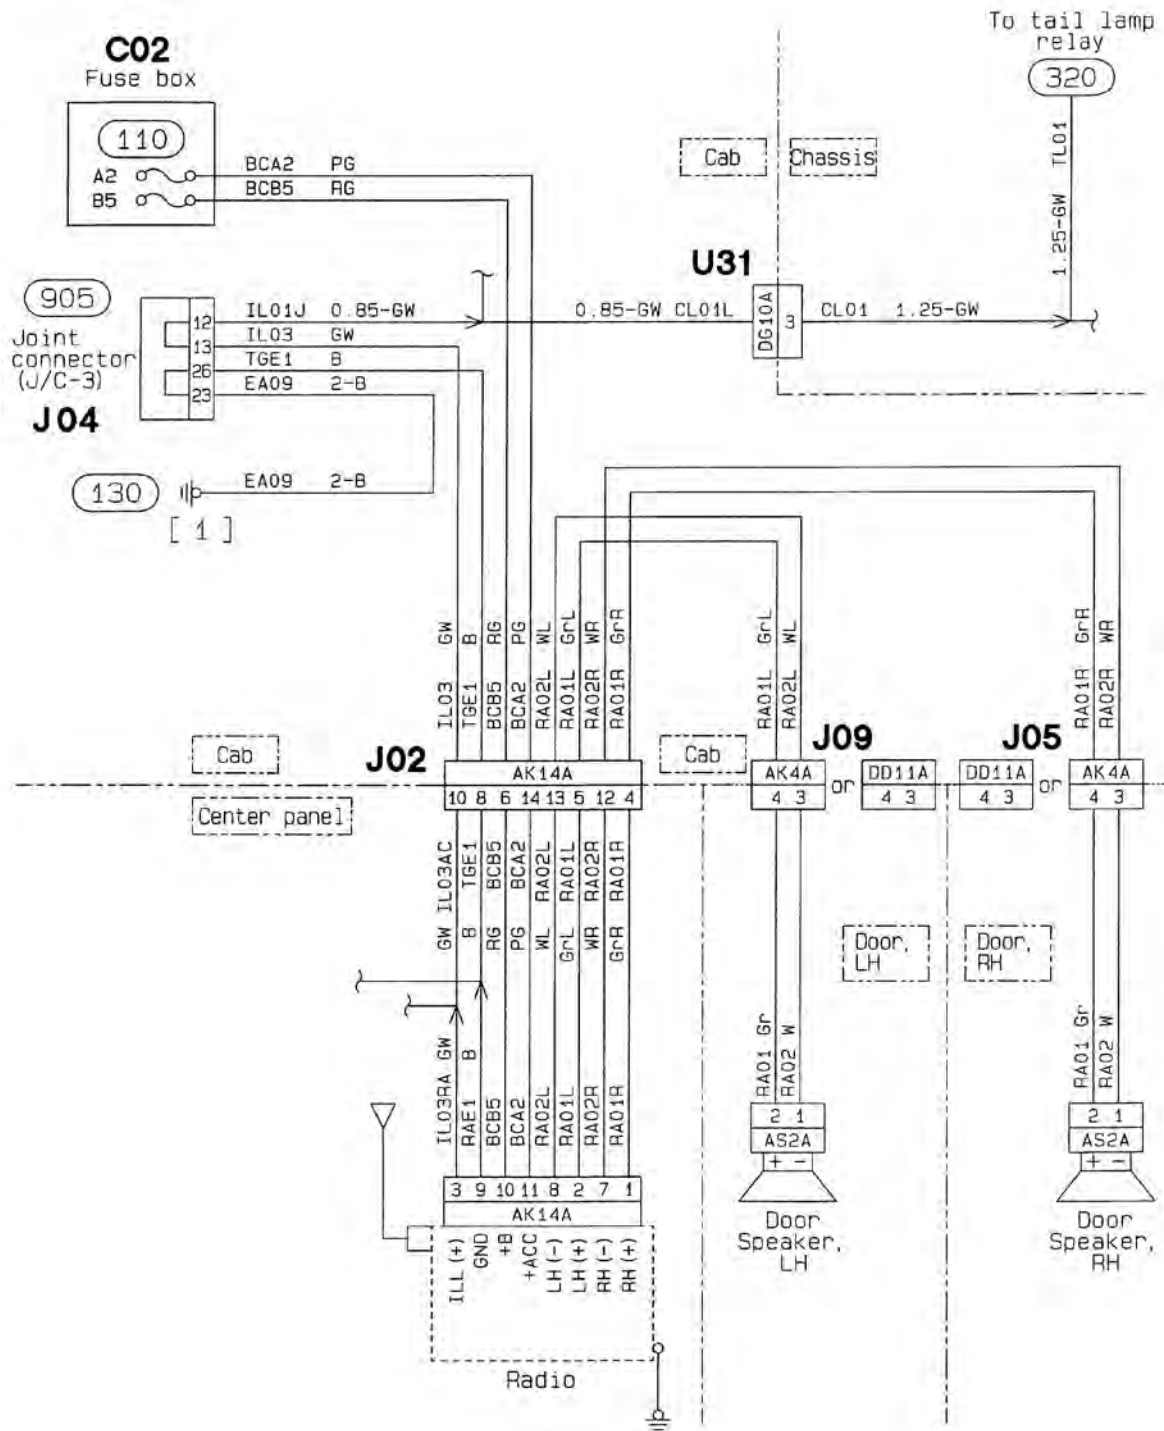 To tail lamp
relay
320
1.25-GW TL01
C02
Fuse box
110
A2
B5
BCA2 PG
BCB5 RG
Cab
Chassis
U31
905
Joint
connector
(J/C-3)
J04
12
13
26
23
IL01J 0.85-GW
IL03 GW
TGE1 B
EA09 2-B
0.85-GW CL01L
DG10A
3
CL01 1.25-GW
130
EA09 2-B
[ 1 ]
IL03 GW
TGE1 B
BCB5 RG
BCA2 PG
RA02L WL
RA01L GrL
RA02R WR
RA01R GrR
RA01L GrL
RA02L WL
RA01R GrR
RA02R WR
Cab
J02
AK14A
10 8 6 14 13 5 12 4
Center panel
Cab
J09
AK4A
4 3
or
DD11A
4 3
J05
DD11A
4 3
or
AK4A
4 3
GW IL03AC
B TGE1
RG BCB5
PG BCA2
WL RA02L
GrL RA01L
WR RA02R
GrR RA01R
Door,
LH
Door,
RH
IL03RA GW
RAE1 B
BCB5
BCA2
RA02L
RA01L
RA02R
RA01R
RA01 Gr
RA02 W
RA01 Gr
RA02 W
3 9 10 11 8 2 7 1
AK14A
ILL (+)
GND
+B
+ACC
LH (-)
LH (+)
RH (-)
RH (+)
Radio
2 1
AS2A
+ -
Door
Speaker,
LH
2 1
AS2A
+ -
Door
Speaker,
RH